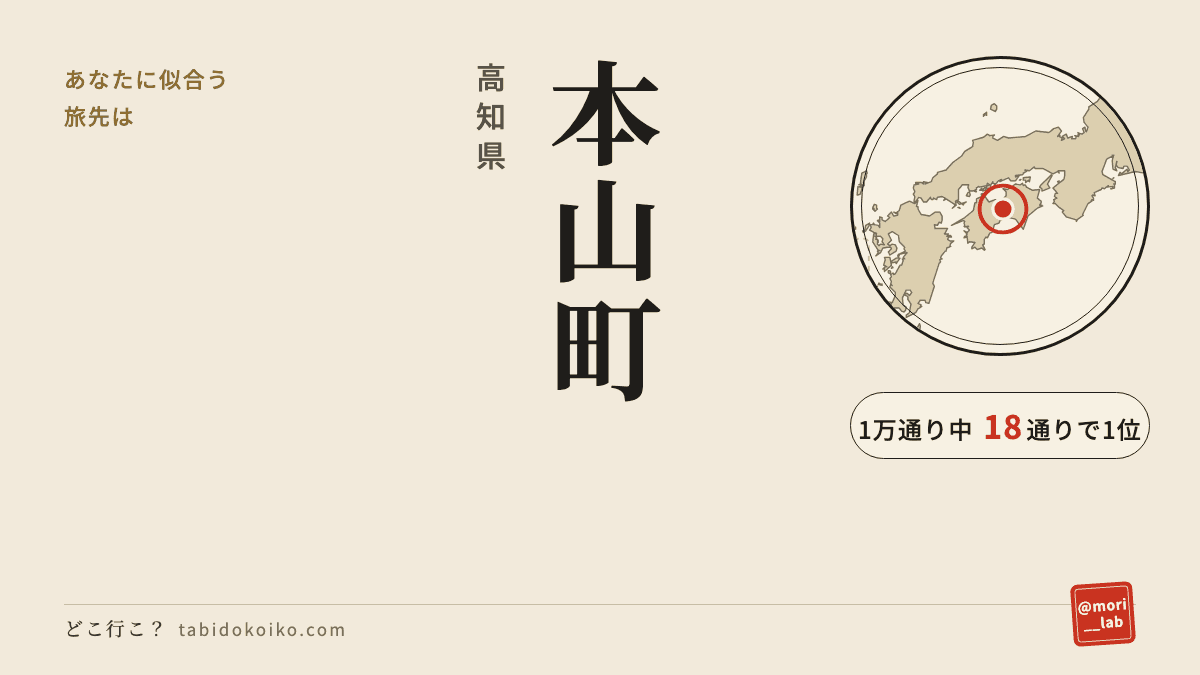 あなたに似合う
旅先は
本山町
高知県
1万通り中 18通りで1位
どこ行こ？ tabidokoiko.com
@mori
__lab